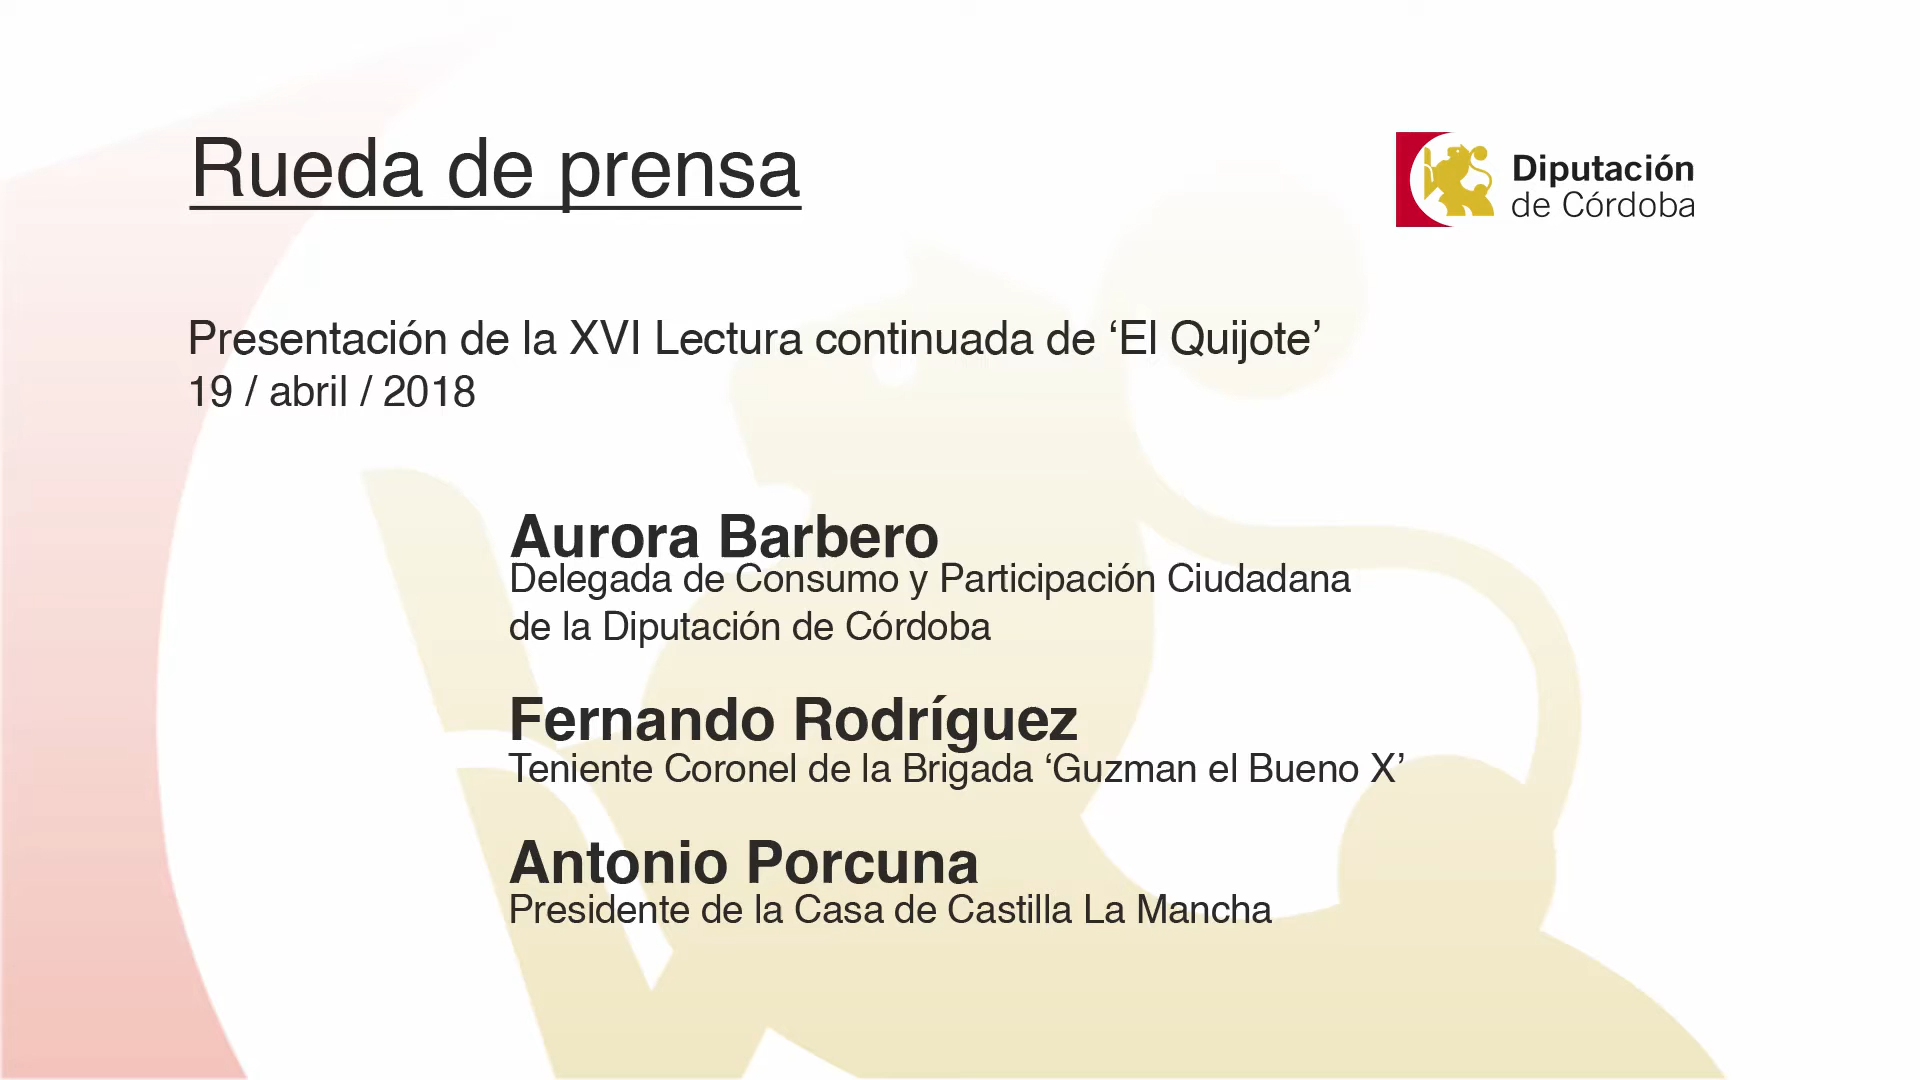 Rueda de prensa
Diputación
de Córdoba
Presentación de la XVI Lectura continuada de ‘El Quijote’
19 / abril / 2018
Aurora Barbero
Delegada de Consumo y Participación Ciudadana
de la Diputación de Córdoba
Fernando Rodríguez
Teniente Coronel de la Brigada ‘Guzman el Bueno X’
Antonio Porcuna
Presidente de la Casa de Castilla La Mancha